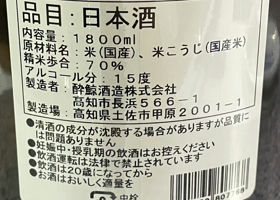 品目：日本酒
内容量：1800ml
原材料名：米(国産)、米こうじ(国産米)
精米歩合：70%
アルコール分：15度
製造者：酔鯨酒造株式会社
高知市長浜566-1
製造場：高知県土佐市甲原2001-1
●清酒の成分が沈殿する場合がありますが品質に
は問題ありません
●妊娠中・授乳期の飲酒はお控えください
●飲酒運転は法律で禁止されています
●飲酒は20歳になってから
●お酒はおいしく適量を
中栓